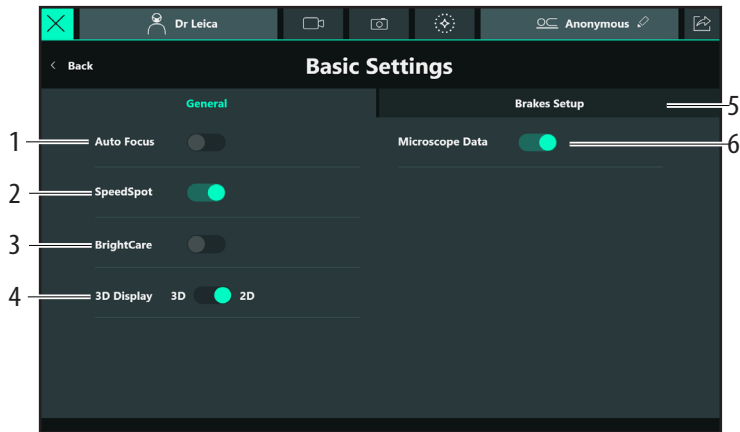 Dr Leica
Anonymous
Back
Basic Settings
General
Brakes Setup
5
1
Auto Focus
Microscope Data
6
2
SpeedSpot
3
BrightCare
4
3D Display 3D 2D